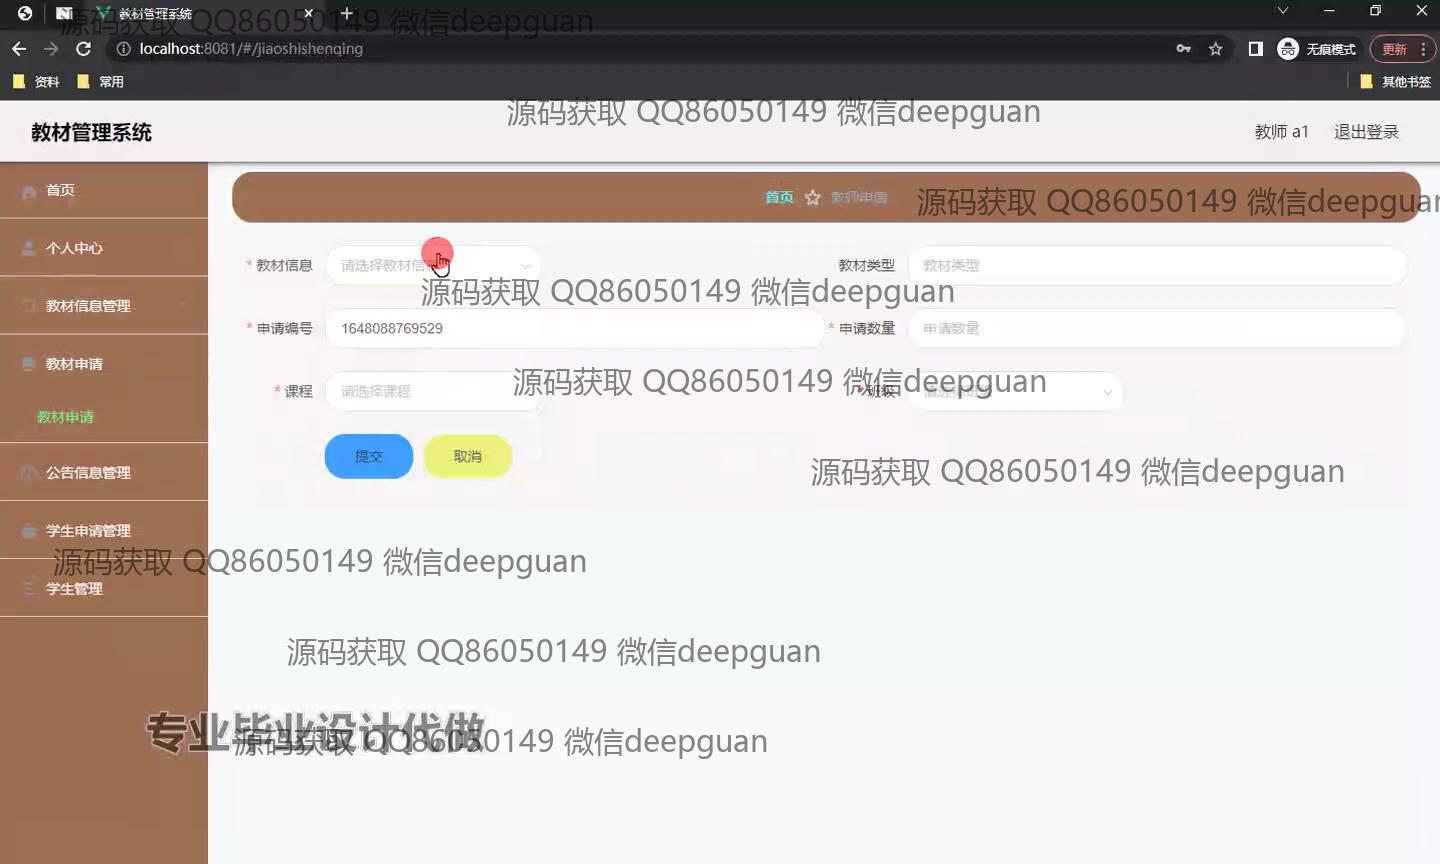 教材管理系统
源码获取 QQ86050149 微信deepguan
localhost:8081/#/jiaoshishenqing
无痕模式
更新
资料
常用
其他书签
源码获取 QQ86050149 微信deepguan
教材管理系统
教师 a1
退出登录
首页
首页
教师申请
源码获取 QQ86050149 微信deepguan
个人中心
* 教材信息
请选择教材信息
教材类型
教材类型
源码获取 QQ86050149 微信deepguan
教材信息管理
* 申请编号
1648088769529
* 申请数量
申请数量
教材申请
* 课程
请选择课程
源码获取 QQ86050149 微信deepguan
* 班级
教材申请
提交
取消
公告信息管理
源码获取 QQ86050149 微信deepguan
学生申请管理
源码获取 QQ86050149 微信deepguan
学生管理
源码获取 QQ86050149 微信deepguan
专业毕业设计代做
源码获取 QQ86050149 微信deepguan